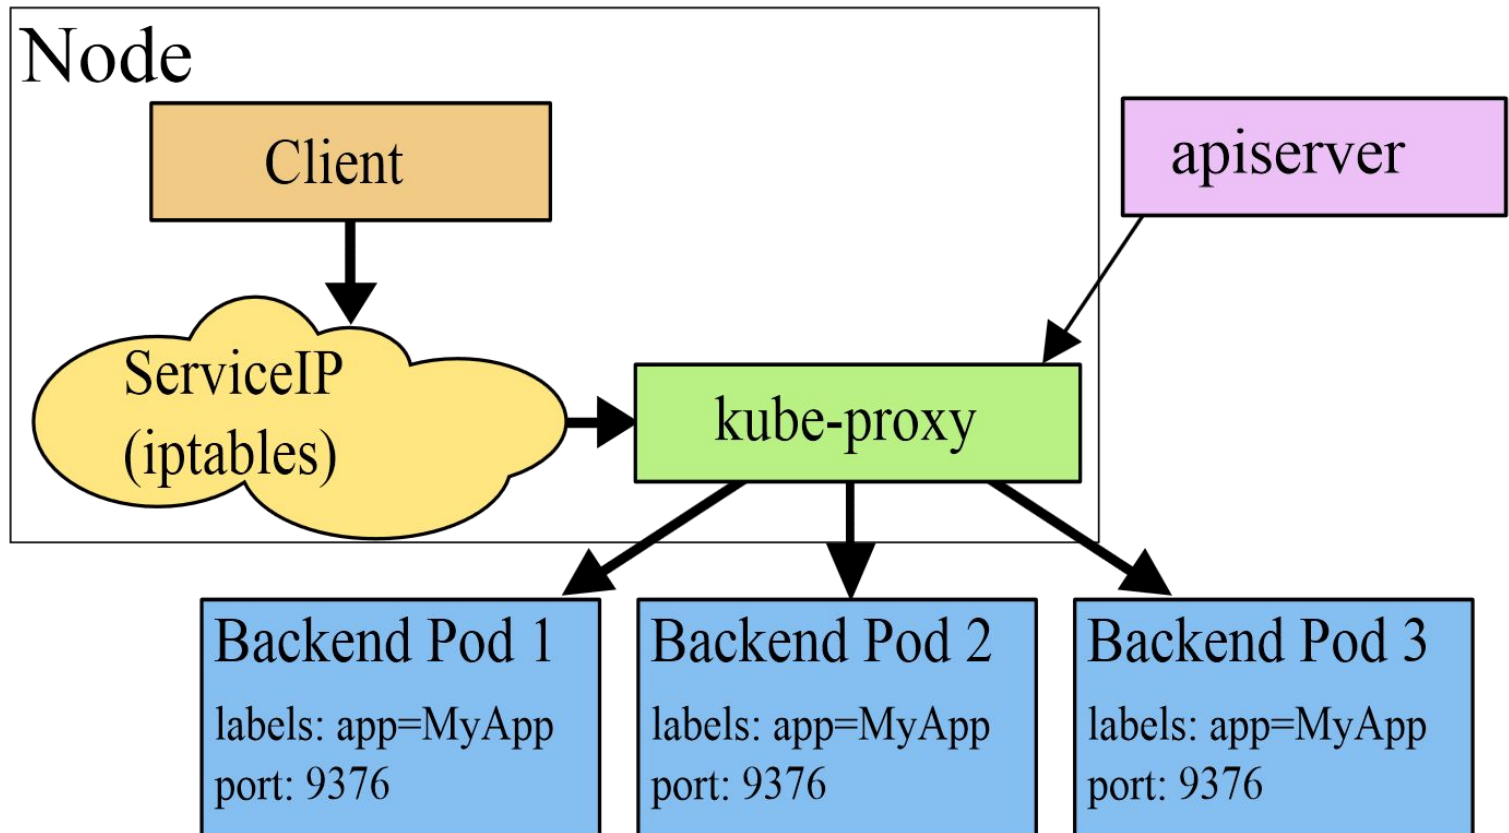 Node
Client
apiserver
ServiceIP
(iptables)
kube-proxy
Backend Pod 1
labels: app=MyApp
port: 9376
Backend Pod 2
labels: app=MyApp
port: 9376
Backend Pod 3
labels: app=MyApp
port: 9376